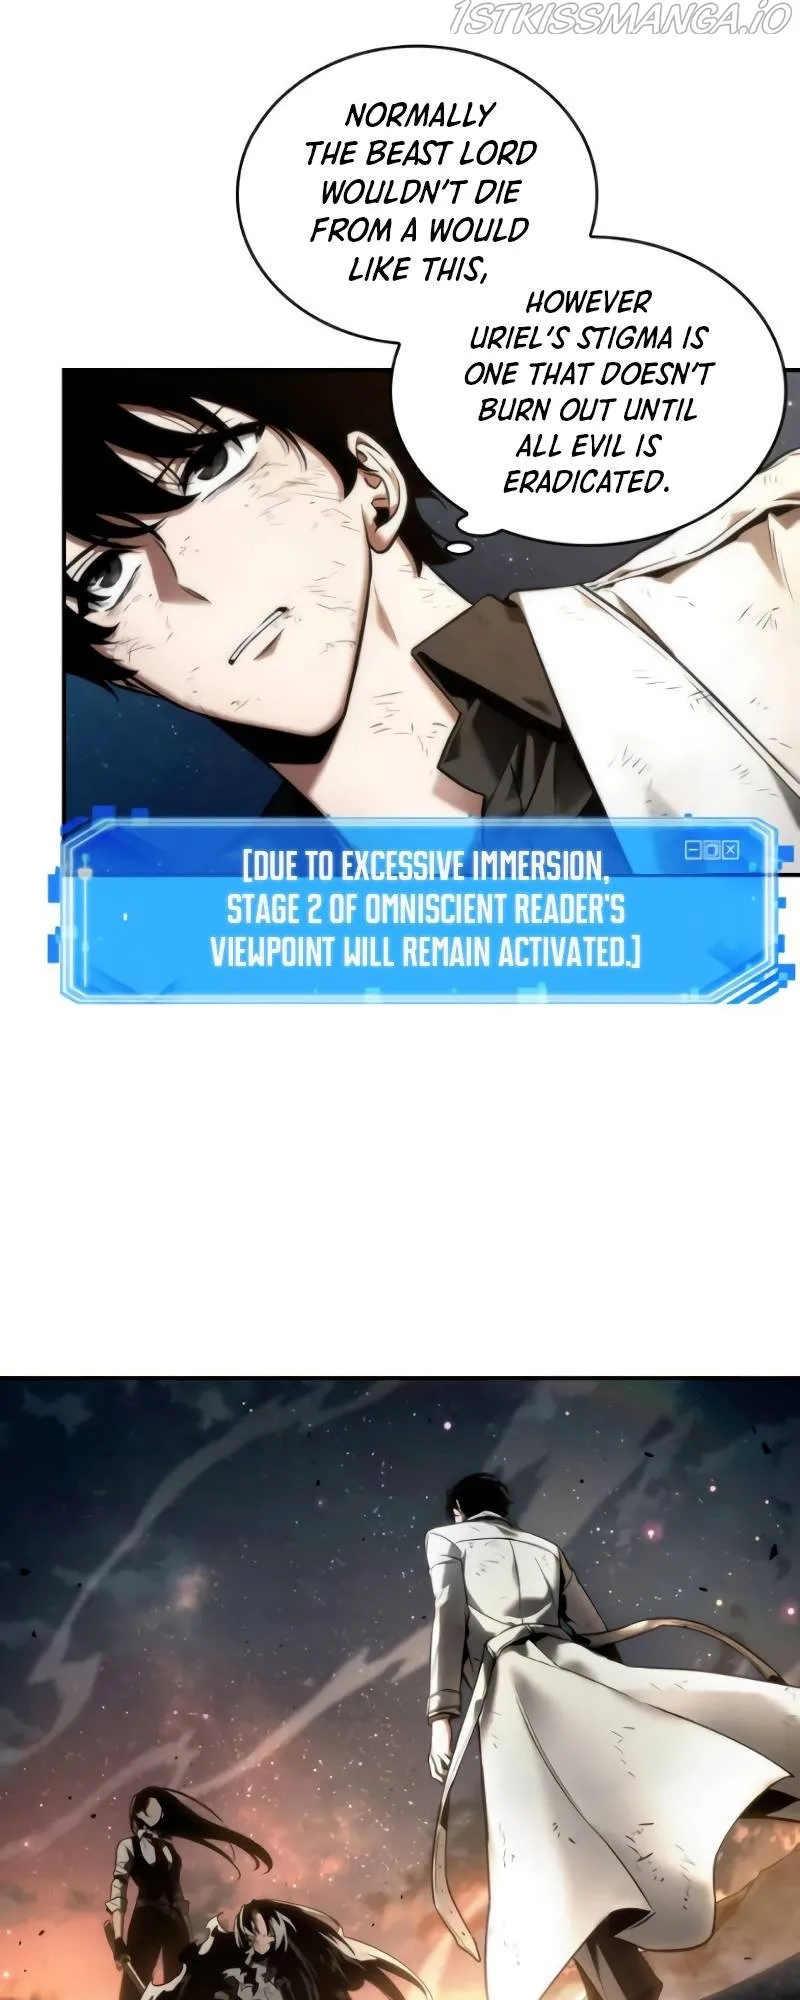 1STKISSMANGA.IO
NORMALLY
THE BEAST LORD
WOULDN'T DIE
FROM A WOULD
LIKE THIS,
HOWEVER
URIEL'S STIGMA IS
ONE THAT DOESN'T
BURN OUT UNTIL
ALL EVIL IS
ERADICATED.
[DUE TO EXCESSIVE IMMERSION,
STAGE 2 OF OMNISCIENT READER'S
VIEWPOINT WILL REMAIN ACTIVATED.]